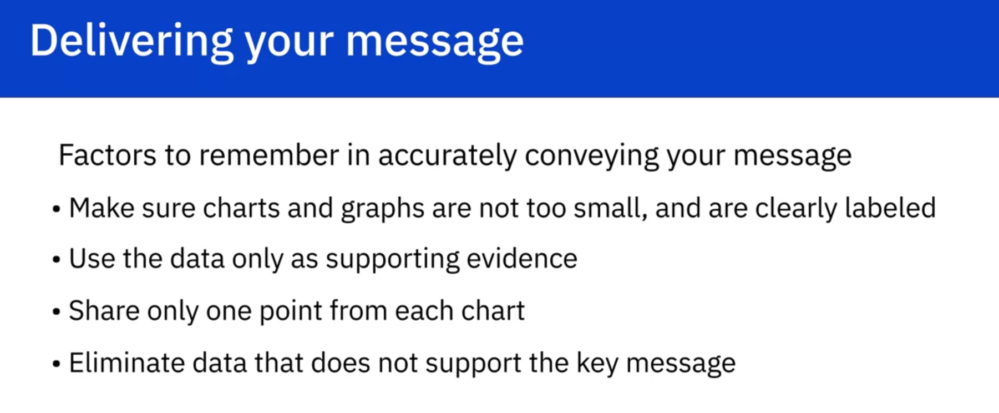 Delivering your message
Factors to remember in accurately conveying your message
• Make sure charts and graphs are not too small, and are clearly labeled
• Use the data only as supporting evidence
• Share only one point from each chart
• Eliminate data that does not support the key message